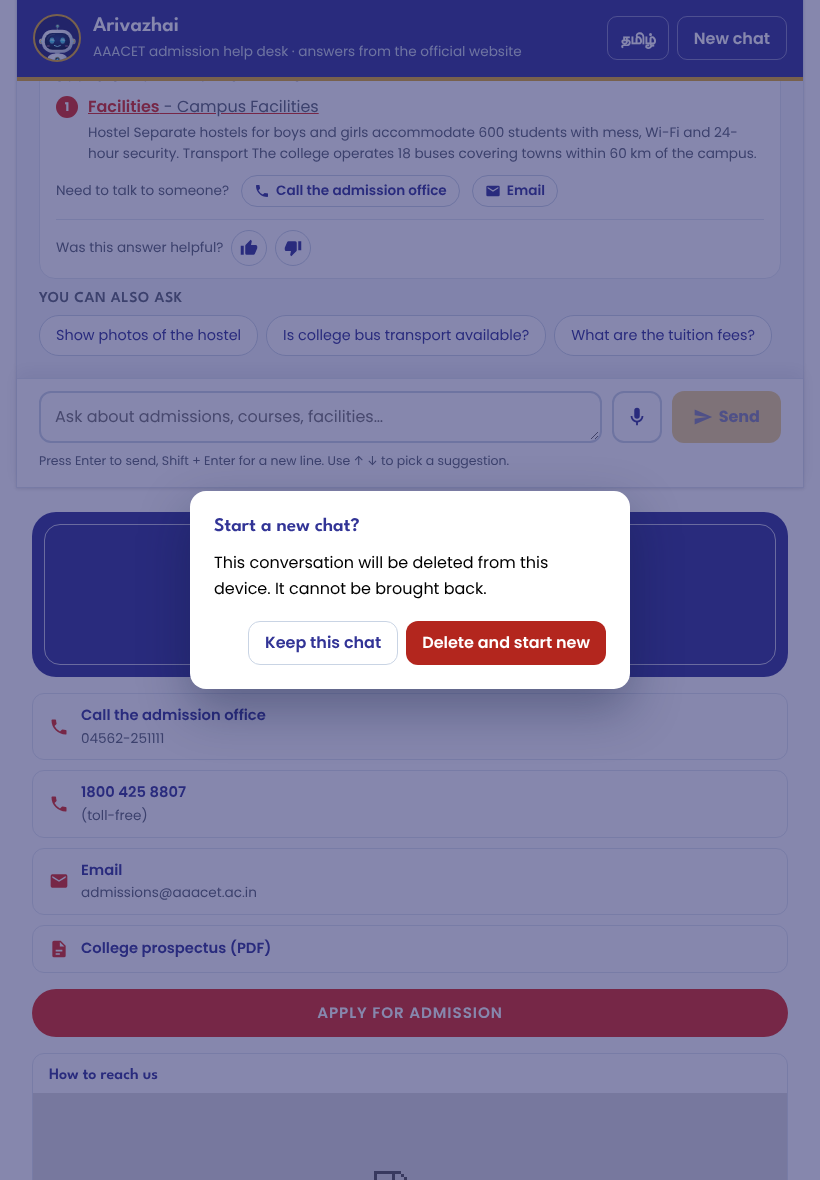 Arivazhai
AAACET admission help desk · answers from the official website
தமிழ்
New chat
1 Facilities - Campus Facilities
Hostel Separate hostels for boys and girls accommodate 600 students with mess, Wi-Fi and 24-
hour security. Transport The college operates 18 buses covering towns within 60 km of the campus.
Need to talk to someone? Call the admission office Email
Was this answer helpful?
YOU CAN ALSO ASK
Show photos of the hostel
Is college bus transport available?
What are the tuition fees?
Ask about admissions, courses, facilities...
Send
Press Enter to send, Shift + Enter for a new line. Use ↑ ↓ to pick a suggestion.
Start a new chat?
This conversation will be deleted from this
device. It cannot be brought back.
Keep this chat
Delete and start new
Call the admission office
04562-251111
1800 425 8807
(toll-free)
Email
admissions@aaacet.ac.in
College prospectus (PDF)
APPLY FOR ADMISSION
How to reach us